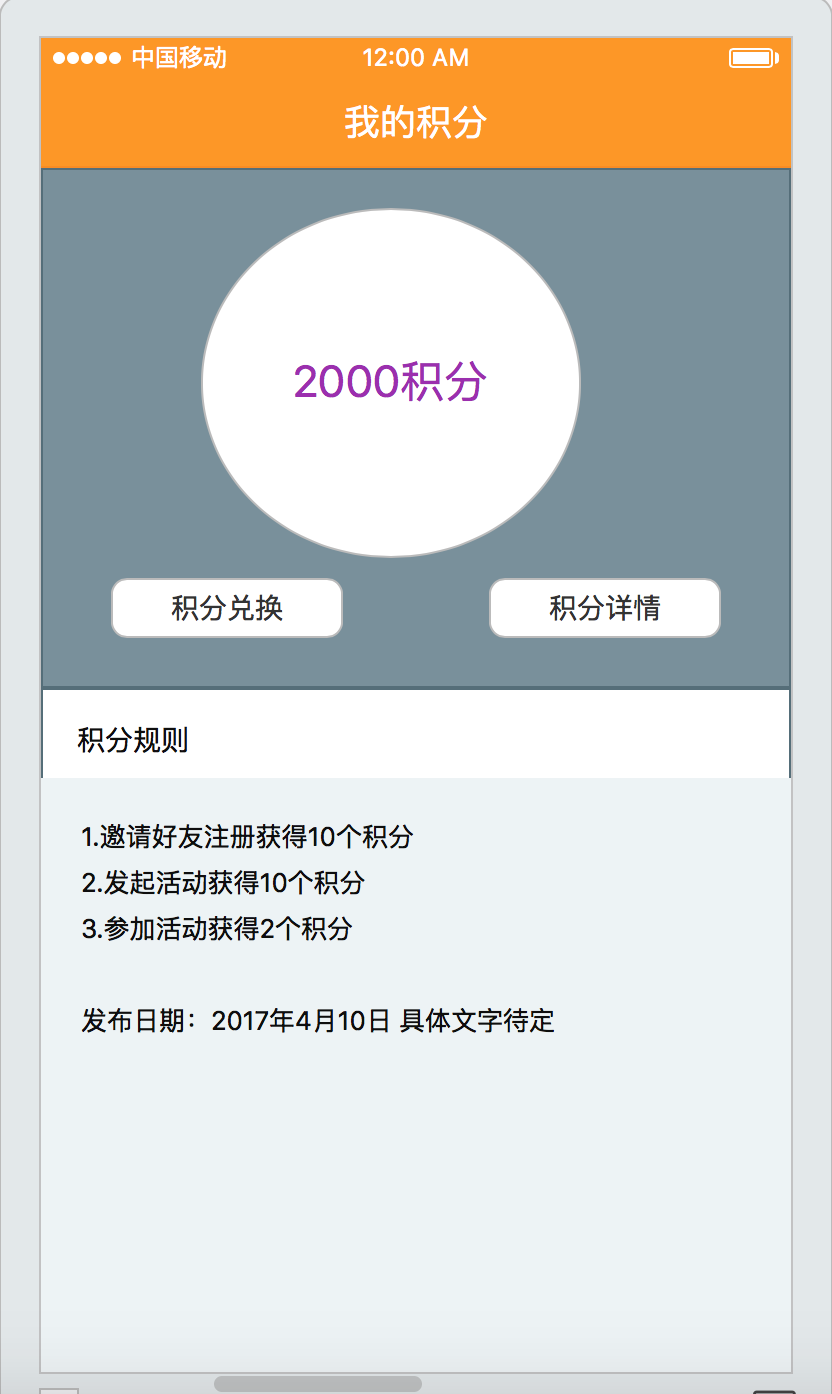 中国移动 12:00 AM
我的积分
2000积分
积分兑换 积分详情
积分规则
1.邀请好友注册获得10个积分
2.发起活动获得10个积分
3.参加活动获得2个积分
发布日期：2017年4月10日 具体文字待定